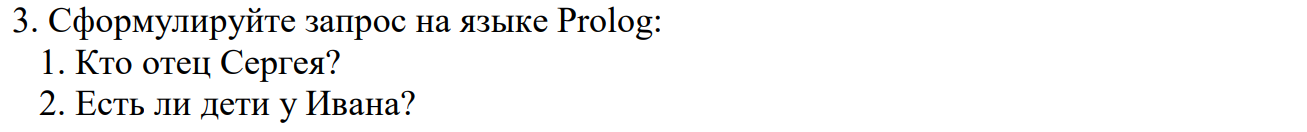 3. Сформулируйте запрос на языке Prolog:
1. Кто отец Сергея?
2. Есть ли дети у Ивана?